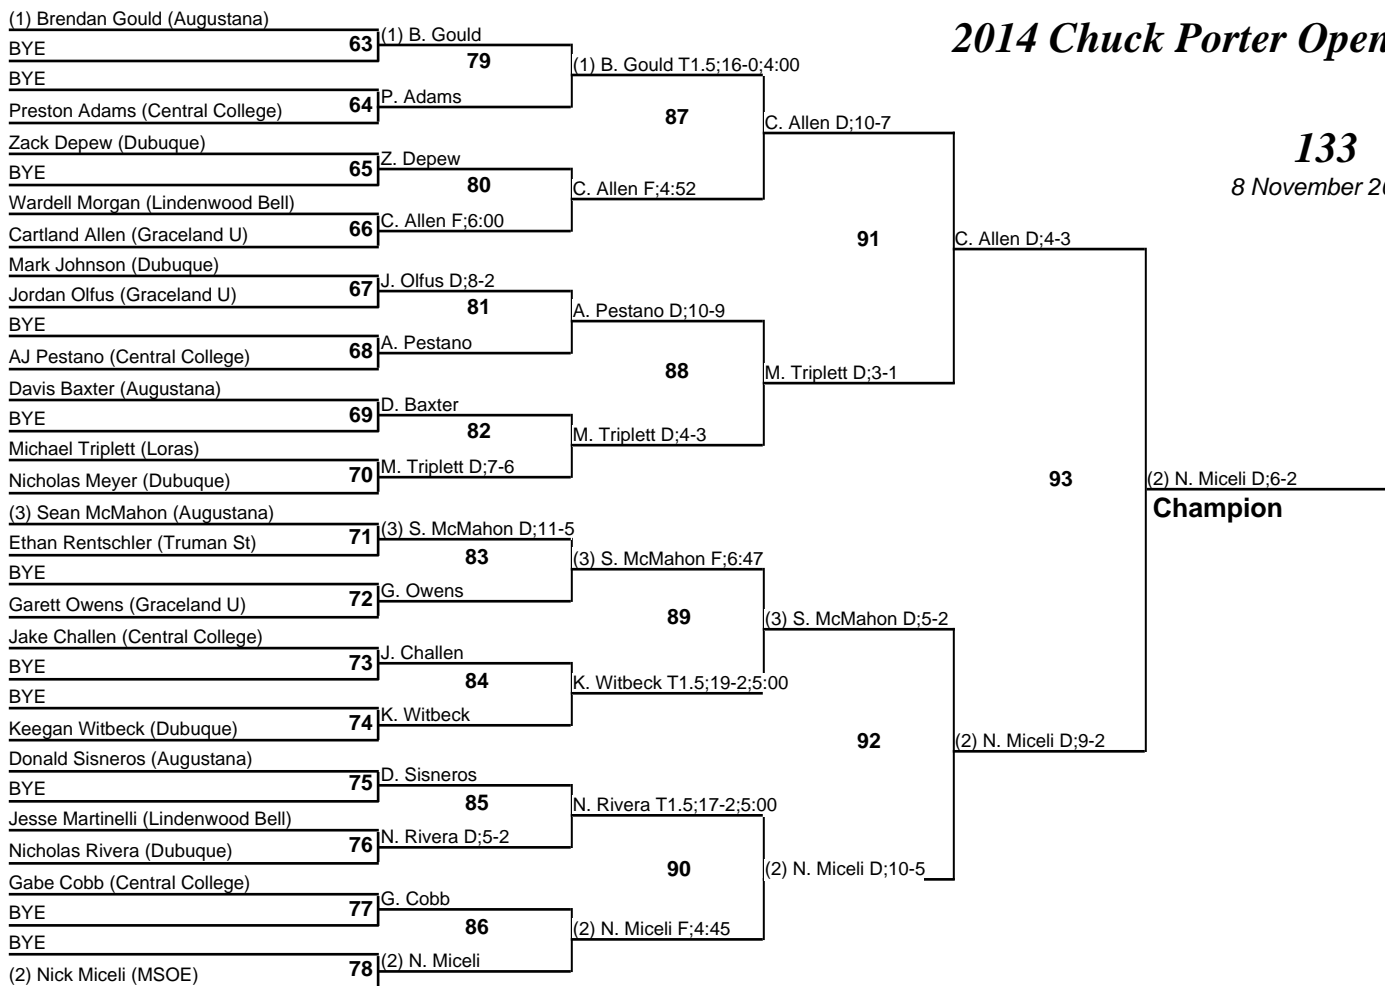 2014 Chuck Porter Open
133
8 November 20
(1) Brendan Gould (Augustana)
BYE
63
BYE
Preston Adams (Central College)
64
Zack Depew (Dubuque)
BYE
65
Wardell Morgan (Lindenwood Bell)
Cartland Allen (Graceland U)
66
Mark Johnson (Dubuque)
Jordan Olfus (Graceland U)
67
BYE
AJ Pestano (Central College)
68
Davis Baxter (Augustana)
BYE
69
Michael Triplett (Loras)
Nicholas Meyer (Dubuque)
70
(3) Sean McMahon (Augustana)
Ethan Rentschler (Truman St)
71
BYE
Garett Owens (Graceland U)
72
Jake Challen (Central College)
BYE
73
BYE
Keegan Witbeck (Dubuque)
74
Donald Sisneros (Augustana)
BYE
75
Jesse Martinelli (Lindenwood Bell)
Nicholas Rivera (Dubuque)
76
Gabe Cobb (Central College)
BYE
77
BYE
(2) Nick Miceli (MSOE)
78
(1) B. Gould
79
P. Adams
Z. Depew
80
C. Allen F;6:00
J. Olfus D;8-2
81
A. Pestano
D. Baxter
82
M. Triplett D;7-6
(3) S. McMahon D;11-5
83
G. Owens
J. Challen
84
K. Witbeck
D. Sisneros
85
N. Rivera D;5-2
G. Cobb
86
(2) N. Miceli
(1) B. Gould T1.5;16-0;4:00
87
C. Allen F;4:52
A. Pestano D;10-9
88
M. Triplett D;4-3
(3) S. McMahon F;6:47
89
K. Witbeck T1.5;19-2;5:00
N. Rivera T1.5;17-2;5:00
90
(2) N. Miceli F;4:45
C. Allen D;10-7
91
M. Triplett D;3-1
(3) S. McMahon D;5-2
92
(2) N. Miceli D;10-5
C. Allen D;4-3
93
(2) N. Miceli D;9-2
(2) N. Miceli D;6-2
Champion